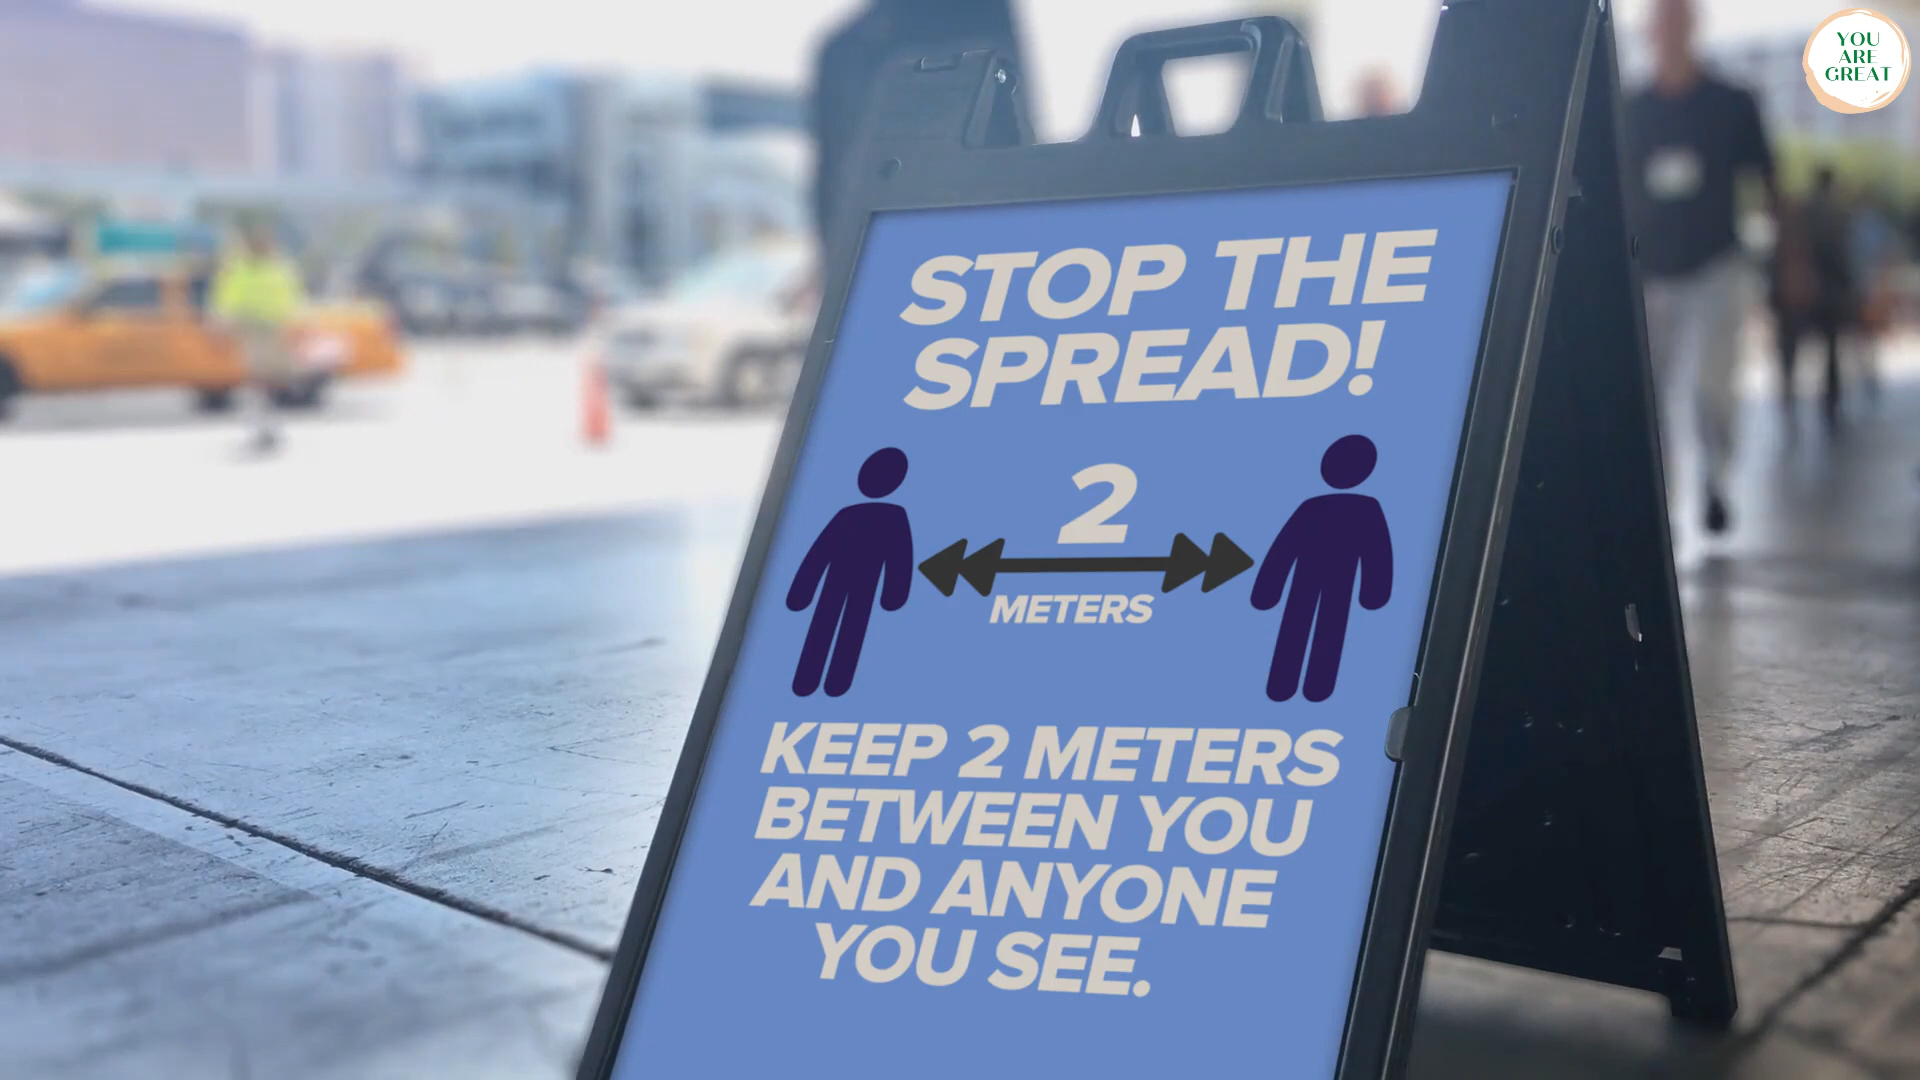 YOU
ARE
GREAT
STOP THE
SPREAD!
2
METERS
KEEP 2 METERS
BETWEEN YOU
AND ANYONE
YOU SEE.